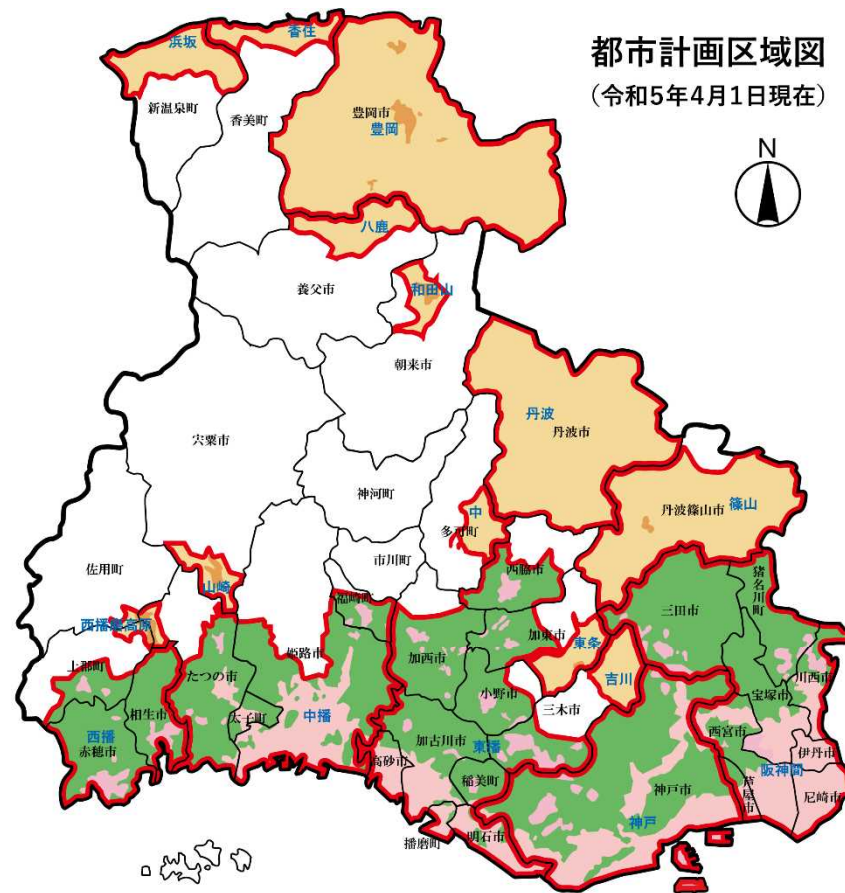 都市計画区域図
（令和5年4月1日現在）
N
浜坂
香住
新温泉町
香美町
豊岡市
豊岡
八鹿
養父市
和田山
朝来市
丹波
丹波市
宍粟市
神河町
丹波篠山市
篠山
中
多可町
市川町
佐用町
山崎
西脇市
猪名川町
福崎町
三田市
西播磨高原
加東市
東条
姫路市
加西市
上郡町
たつの市
吉川
川西市
相生市
小野市
宝塚市
三木市
太子町
中播
西播
赤穂市
西宮市
加古川市
東播
伊丹市
阪神間
高砂市
稲美町
神戸市
芦屋市
尼崎市
神戸
播磨町
明石市